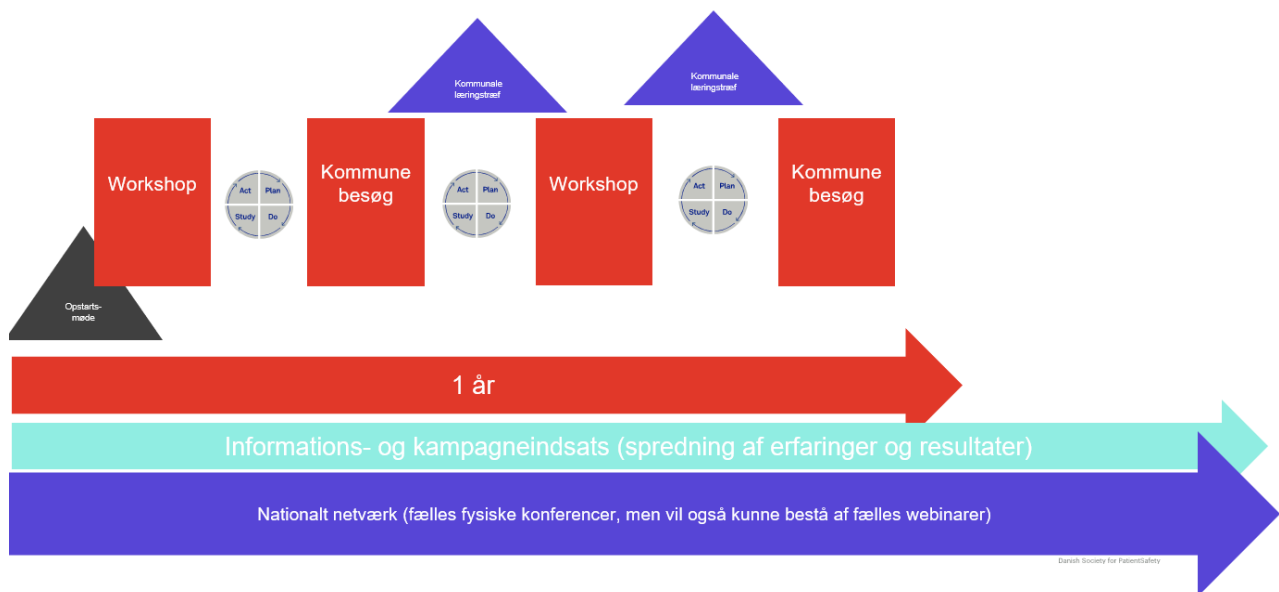 Kommunale
læringstræf
Kommunale
læringstræf
Workshop
Act Plan
Study Do
Kommune
besøg
Act Plan
Study Do
Workshop
Act Plan
Study Do
Kommune
besøg
Opstarts-
møde
1 år
Informations- og kampagneindsats (spredning af erfaringer og resultater)
Nationalt netværk (fælles fysiske konferencer, men vil også kunne bestå af fælles webinarer)
Danish Society for PatientSafety